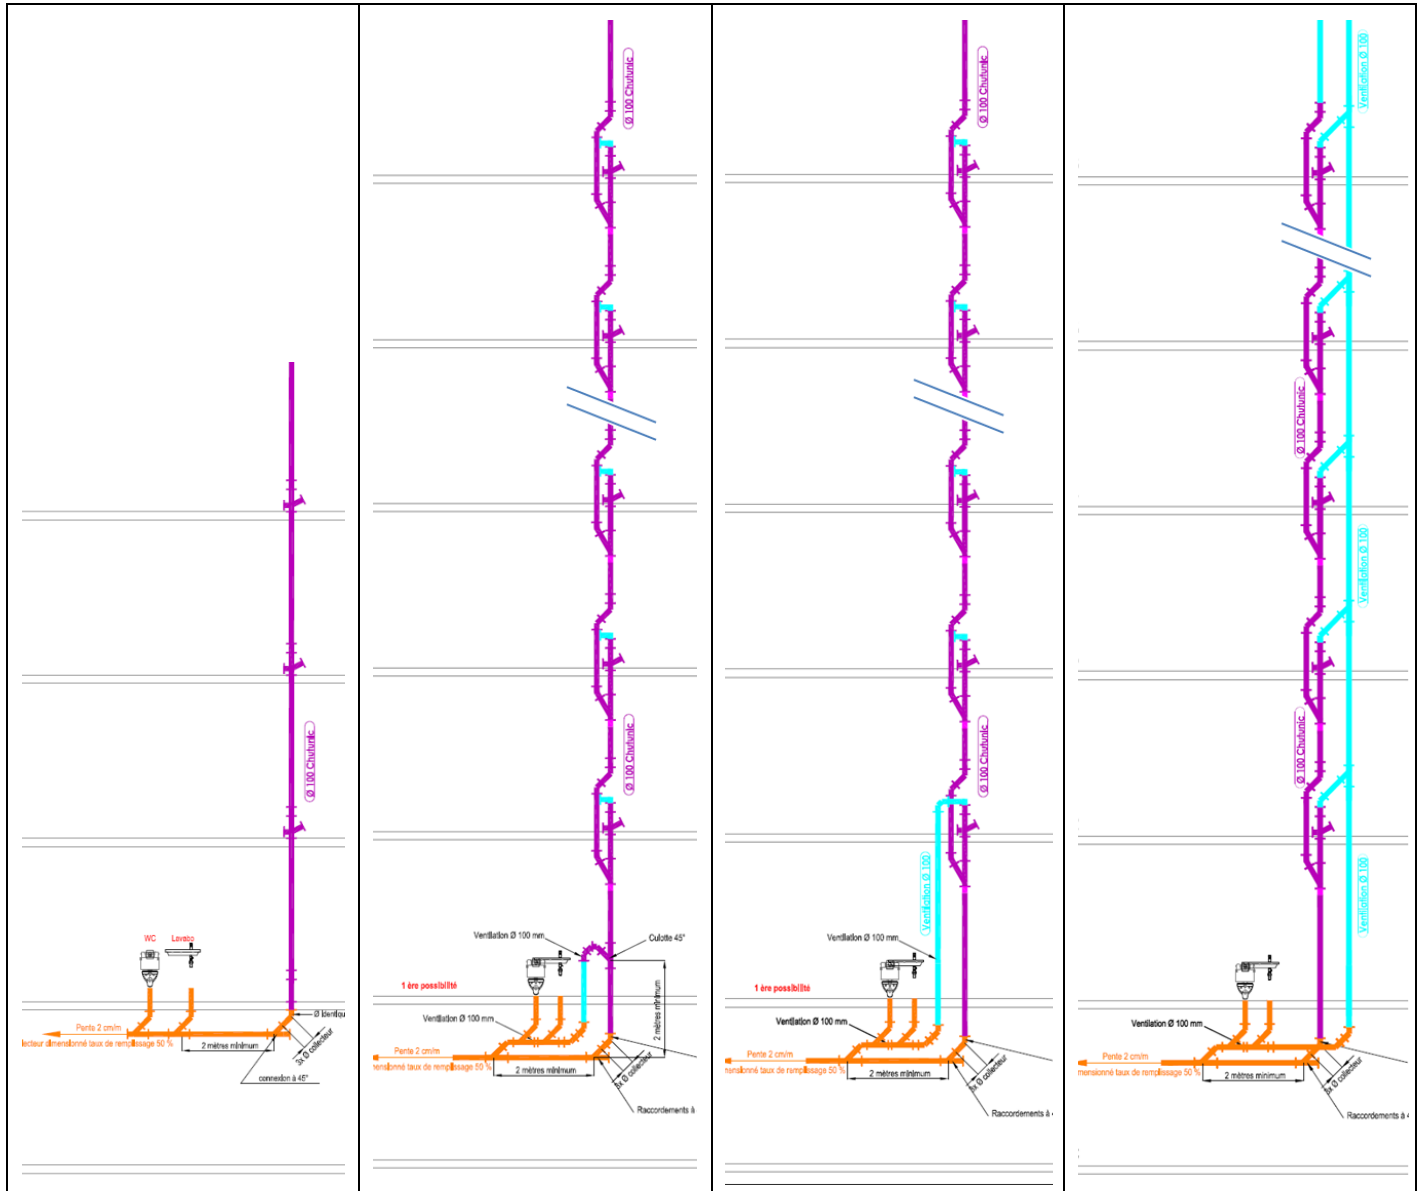 WC Lavabo
Ø 100 Chutunic
Pente 2 cm/m
lecteur dimensionné taux de remplissage 50 %
2 mètres minimum
Ø identiqu
3x Ø collecteur
connexion à 45°
Ø 100 Chutunic
Ø 100 Chutunic
Ventilation Ø 100 mm
Culotte 45°
1 ère possibilité
2 mètres minimum
Ventilation Ø 100 mm
Pente 2 cm/m
mensionné taux de remplissage 50 %
2 mètres minimum
3x Ø collecteur
Raccordements à
Ø 100 Chutunic
Ø 100 Chutunic
Ventilation Ø 100
Ventilation Ø 100 mm
1 ère possibilité
Ventilation Ø 100 mm
Pente 2 cm/m
mensionné taux de remplissage 50 %
2 mètres minimum
3x Ø collecteur
Raccordements à
Ventilation Ø 100
Ø 100 Chutunic
Ventilation Ø 100
Ø 100 Chutunic
Ventilation Ø 100
Ventilation Ø 100 mm
Pente 2 cm/m
mensionné taux de remplissage 50 %
2 mètres minimum
3x Ø collecteur
Raccordements à 4